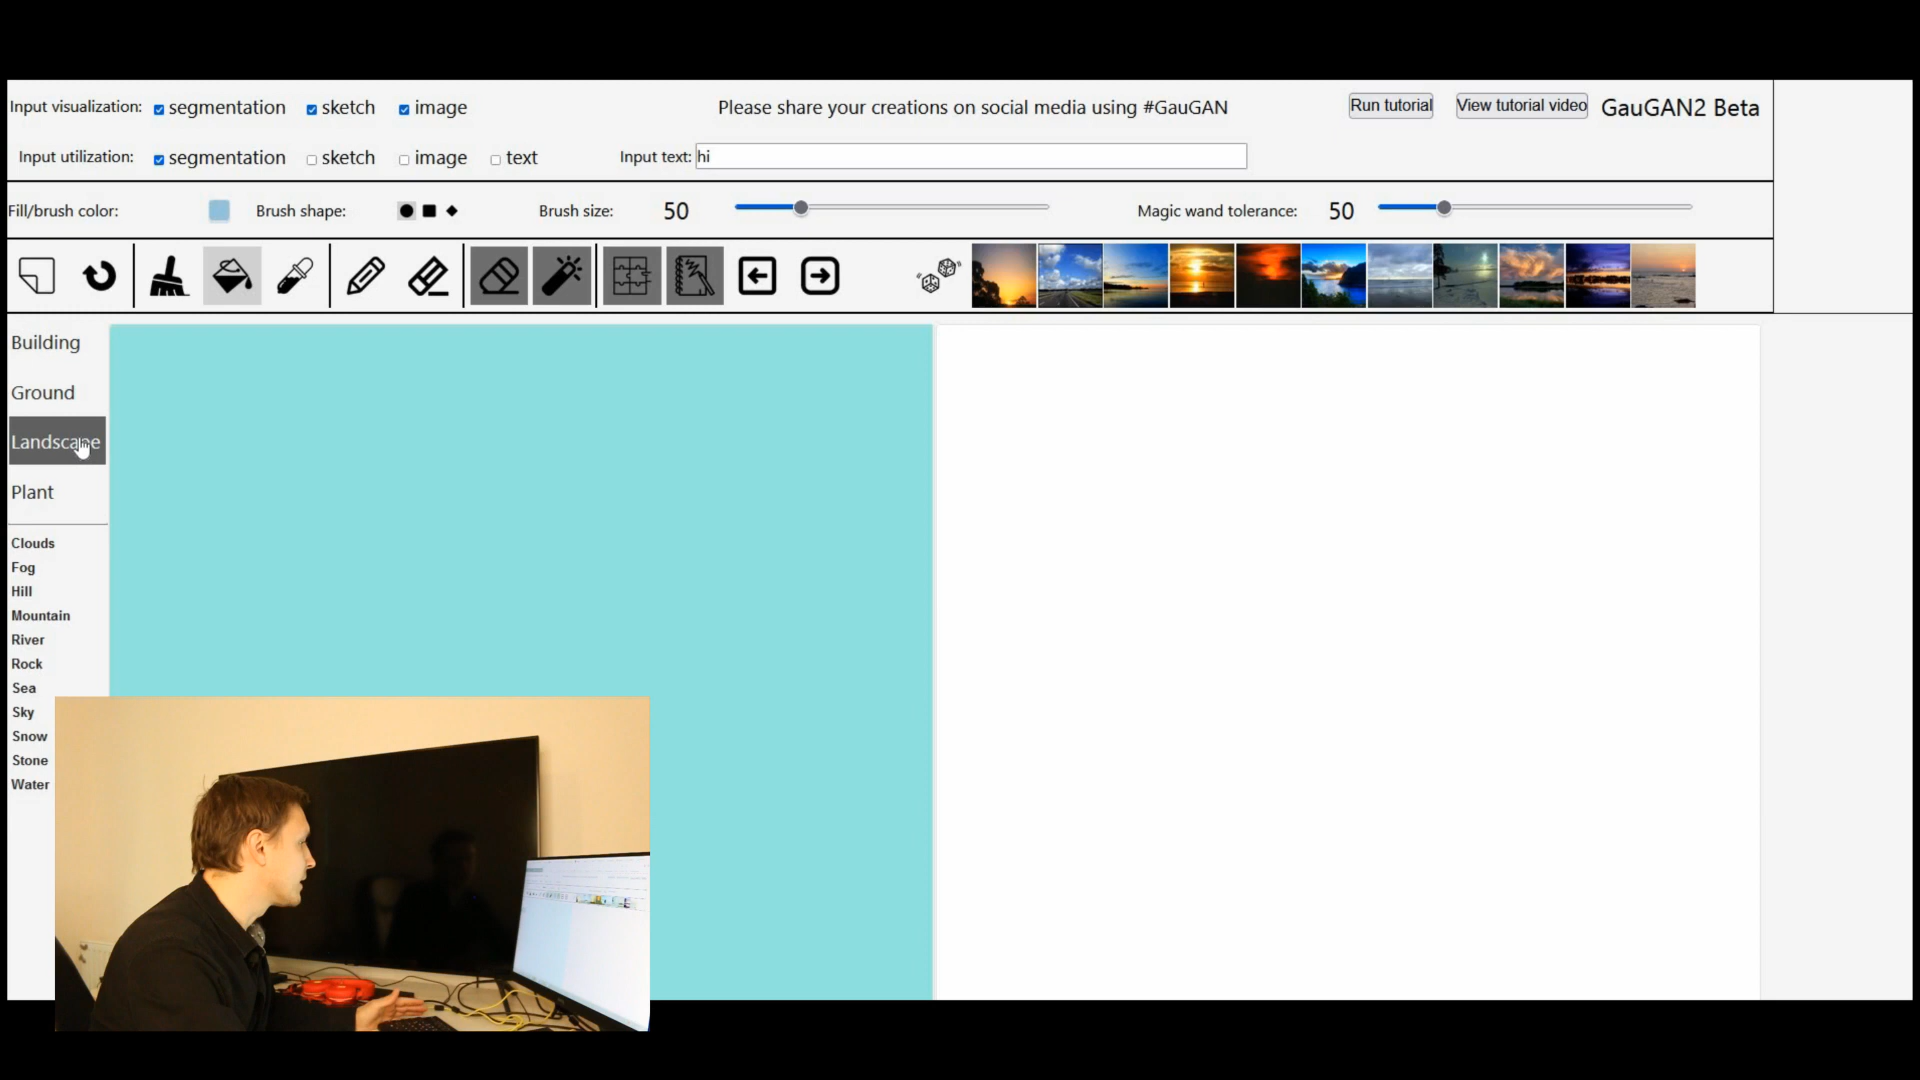 Input visualization: segmentation sketch image Please share your creations on social media using #GauGAN Run tutorial View tutorial video GauGAN2 Beta
Input utilization: segmentation sketch image text Input text: hi
Fill/brush color: Brush shape: Brush size: 50 Magic wand tolerance: 50
Building
Ground
Landscape
Plant
Clouds
Fog
Hill
Mountain
River
Rock
Sea
Sky
Snow
Stone
Water